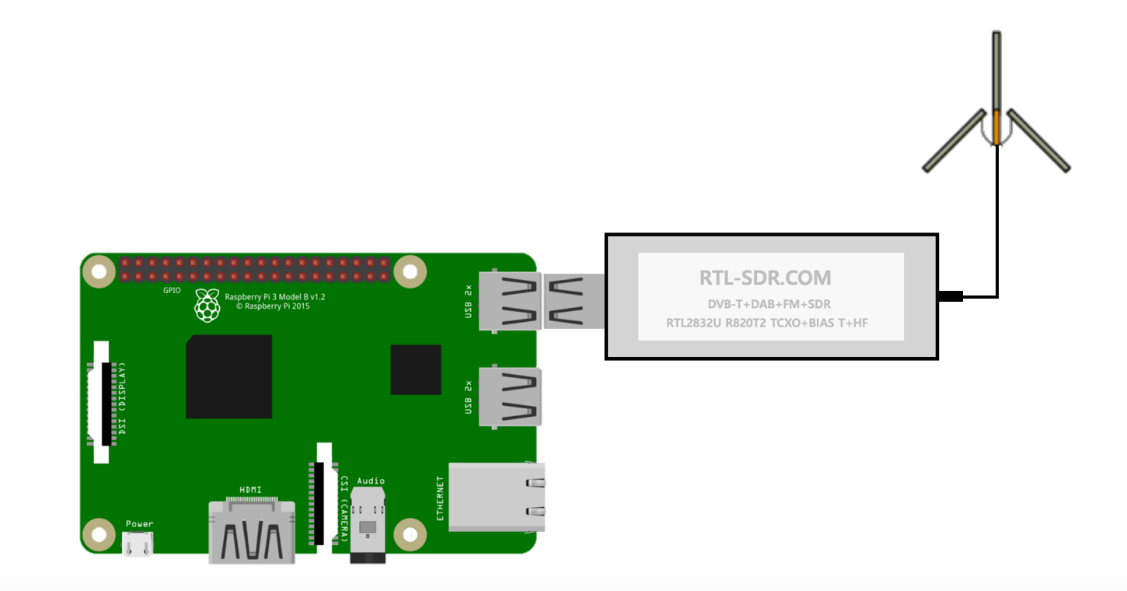 GPIO
Raspberry Pi 3 Model B v1.2
© Raspberry Pi 2015
USB 2x
RTL-SDR.COM
DVB-T+DAB+FM+SDR
RTL2832U R820T2 TCXO+BIAS T+HF
DSI (DISPLAY)
USB 2x
HDMI
CSI (CAMERA)
Audio
ETHERNET
Power